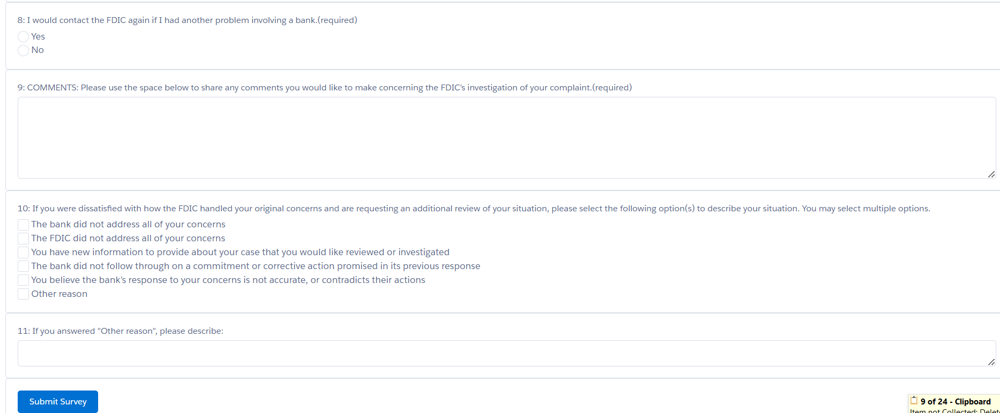 8: I would contact the FDIC again if I had another problem involving a bank.(required)
Yes
No
9: COMMENTS: Please use the space below to share any comments you would like to make concerning the FDIC's investigation of your complaint.(required)
10: If you were dissatisfied with how the FDIC handled your original concerns and are requesting an additional review of your situation, please select the following option(s) to describe your situation. You may select multiple options.
The bank did not address all of your concerns
The FDIC did not address all of your concerns
You have new information to provide about your case that you would like reviewed or investigated
The bank did not follow through on a commitment or corrective action promised in its previous response
You believe the bank's response to your concerns is not accurate, or contradicts their actions
Other reason
11: If you answered "Other reason", please describe:
Submit Survey
9 of 24 - Clipboard
Item not Collected: Delet